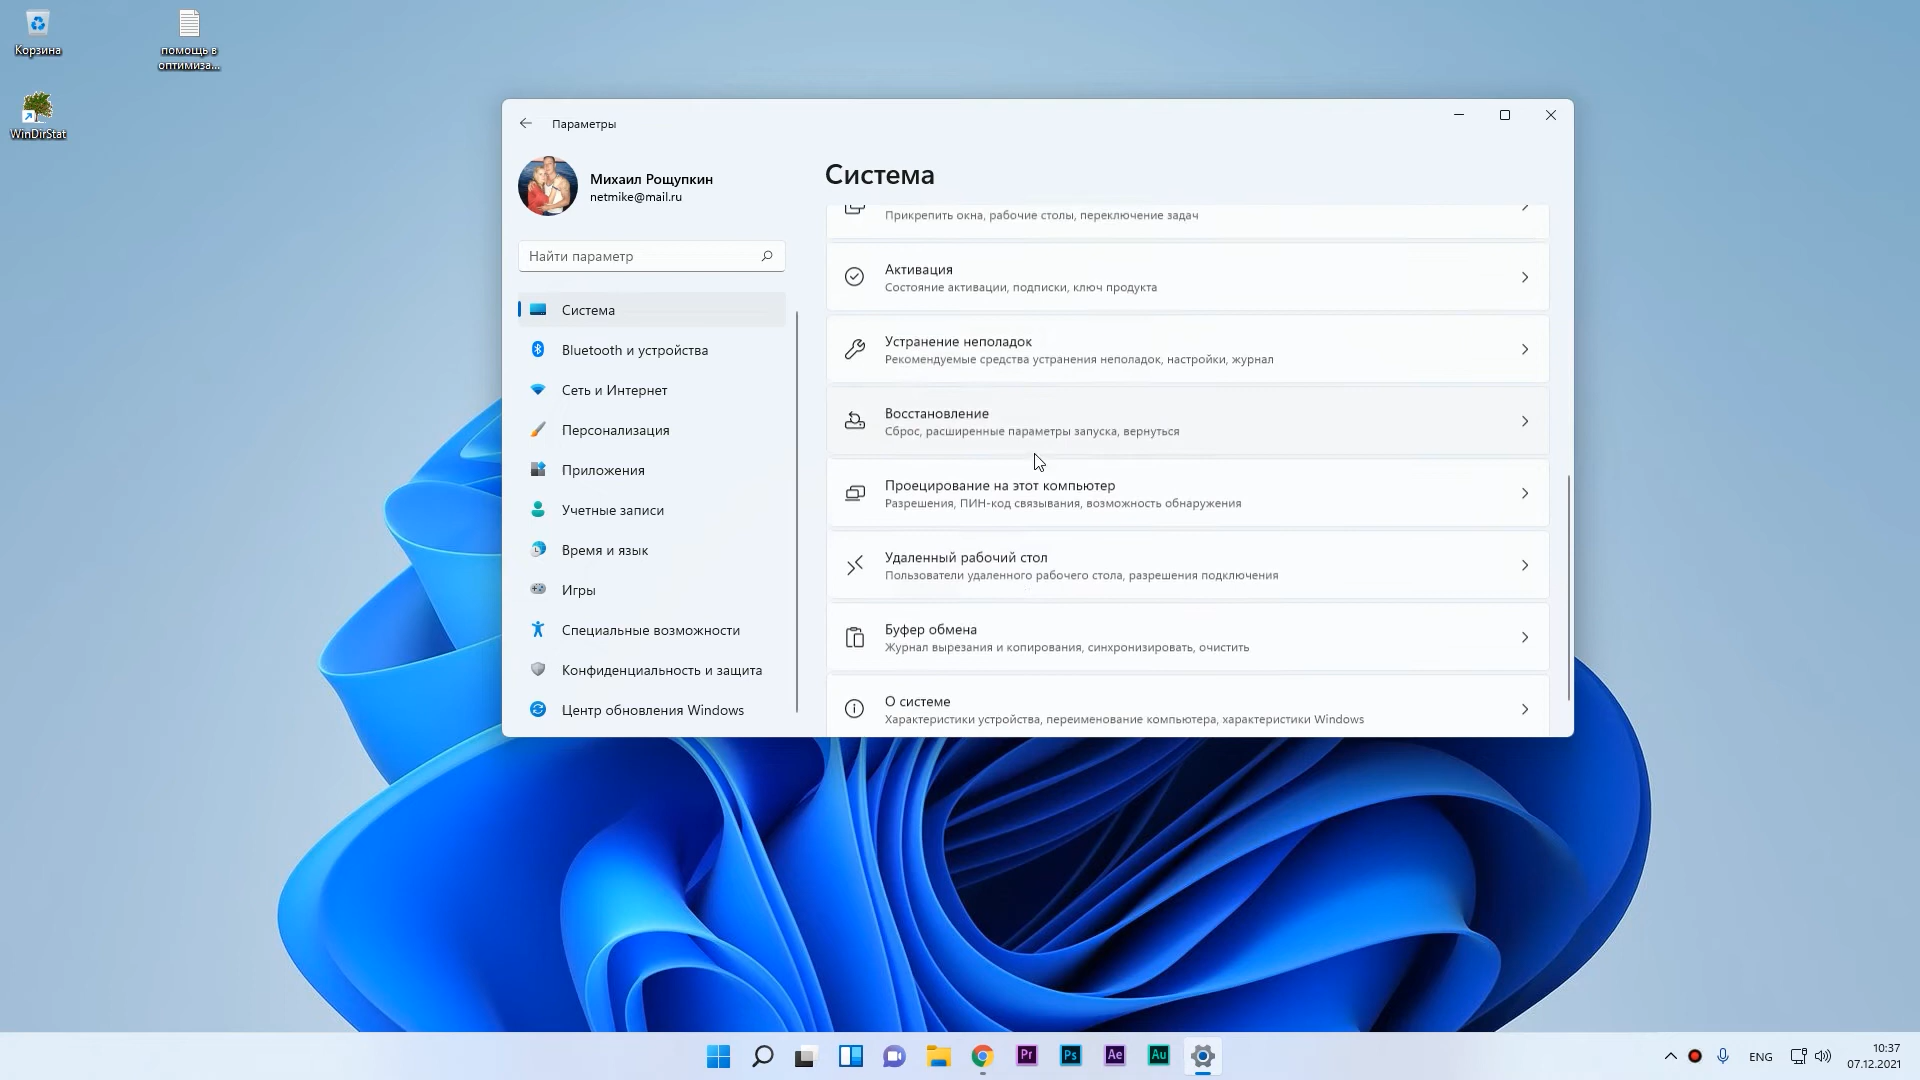 Корзина
помощь в
оптимиза...
WinDirStat
Параметры
Михаил Рощупкин
netmike@mail.ru
Найти параметр
Система
Bluetooth и устройства
Сеть и Интернет
Персонализация
Приложения
Учетные записи
Время и язык
Игры
Специальные возможности
Конфиденциальность и защита
Центр обновления Windows
Система
Прикрепить окна, рабочие столы, переключение задач
Активация
Состояние активации, подписки, ключ продукта
Устранение неполадок
Рекомендуемые средства устранения неполадок, настройки, журнал
Восстановление
Сброс, расширенные параметры запуска, вернуться
Проецирование на этот компьютер
Разрешения, ПИН-код связывания, возможность обнаружения
Удаленный рабочий стол
Пользователи удаленного рабочего стола, разрешения подключения
Буфер обмена
Журнал вырезания и копирования, синхронизировать, очистить
О системе
Характеристики устройства, переименование компьютера, характеристики Windows
Pr
Ps
Ae
Au
ENG
10:37
07.12.2021